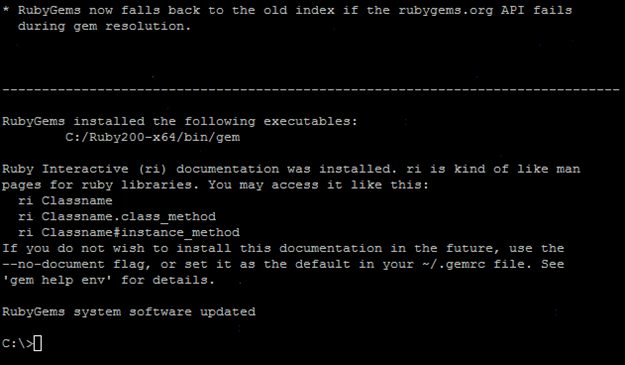 * RubyGems now falls back to the old index if the rubygems.org API fails
during gem resolution.
--------------------------------------------------------------------------------
RubyGems installed the following executables:
C:/Ruby200-x64/bin/gem
Ruby Interactive (ri) documentation was installed. ri is kind of like man
pages for ruby libraries. You may access it like this:
ri Classname
ri Classname.class_method
ri Classname#instance_method
If you do not wish to install this documentation in the future, use the
--no-document flag, or set it as the default in your ~/.gemrc file. See
'gem help env' for details.
RubyGems system software updated
C:\>